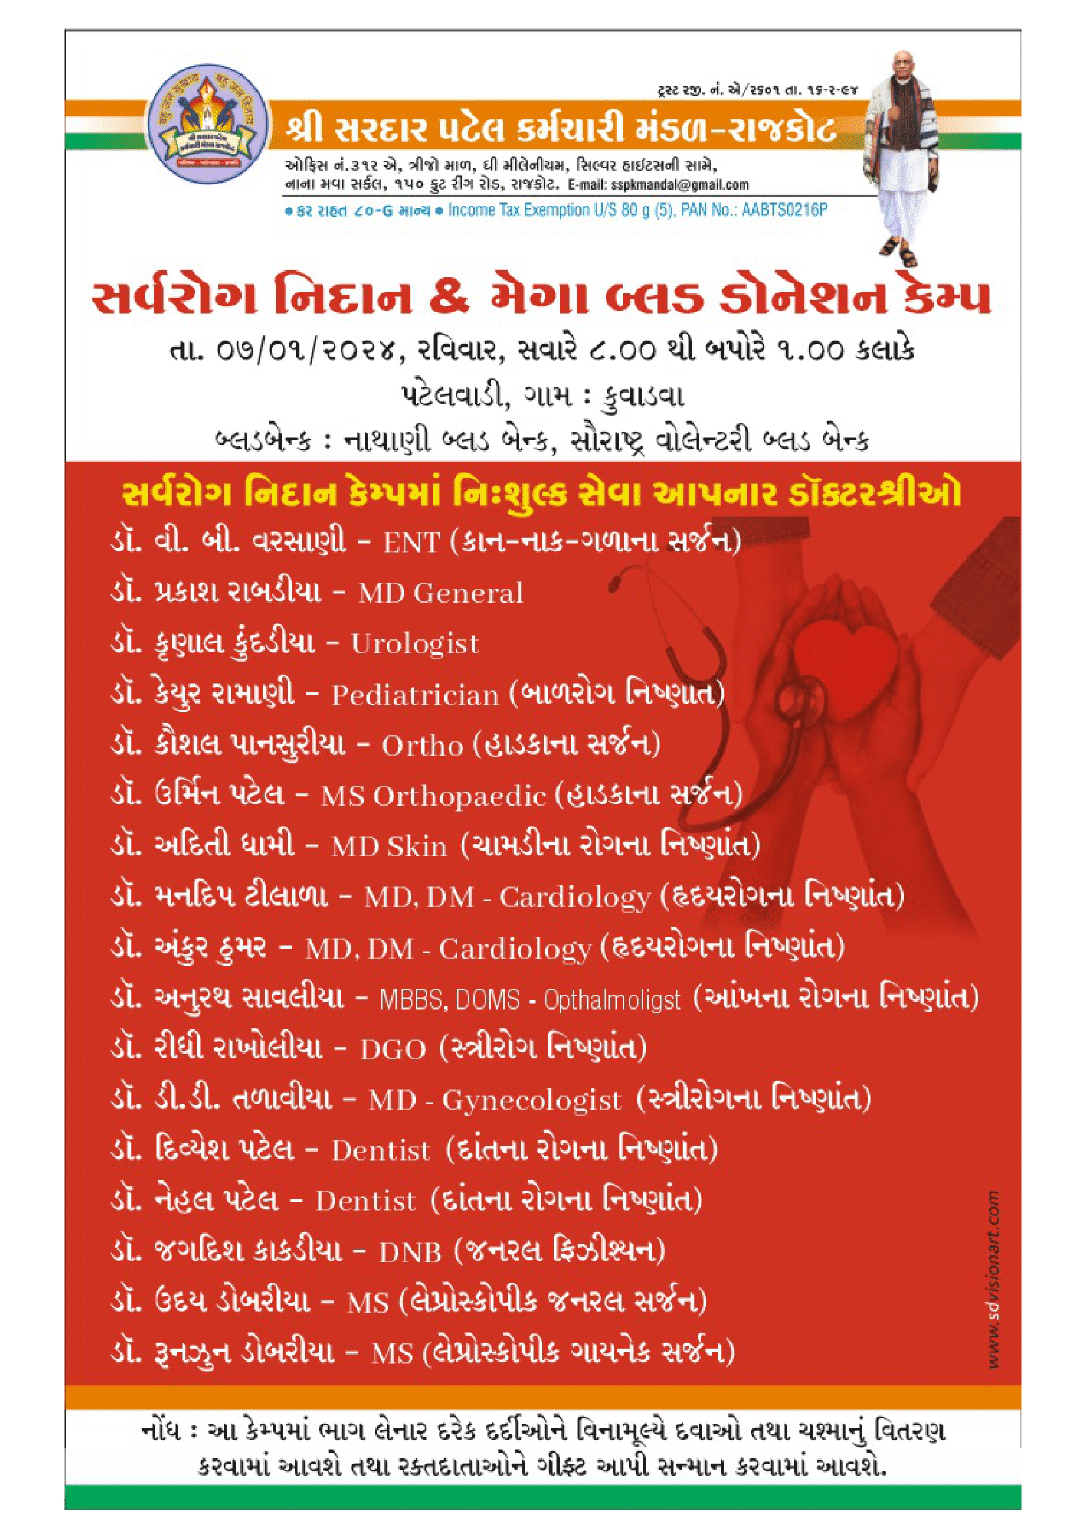 ટ્રસ્ટ રજી. નં. એ/૨૬૦૧ તા. ૧૬-૨-૯૪
શ્રી સરદાર પટેલ કર્મચારી મંડળ-રાજકોટ
ઓફિસ નં.૩૧૨ એ, ત્રીજો માળ, ધી મીલેનીયમ, સિલ્વર હાઈટસની સામે,
નાના મવા સર્કલ, ૧૫૦ ફુટ રીંગ રોડ, રાજકોટ. E-mail: sspkmandal@gmail.com
• કર રાહત ૮૦-G માન્ય • Income Tax Exemption U/S 80 g (5), PAN No.: AABTS0216P
સર્વરોગ નિદાન & મેગા બ્લડ ડોનેશન કેમ્પ
તા. ૦૭/૦૧/૨૦૨૪, રવિવાર, સવારે ૮.૦૦ થી બપોરે ૧.૦૦ કલાકે
પટેલવાડી, ગામ : કુવાડવા
બ્લડબેન્ક : નાથાણી બ્લડ બેન્ક, સૌરાષ્ટ્ર વોલેન્ટરી બ્લડ બેન્ક
સર્વરોગ નિદાન કેમ્પમાં નિઃશુલ્ક સેવા આપનાર ડૉક્ટરશ્રીઓ
ડૉ. વી. બી. વરસાણી - ENT (કાન-નાક-ગળાના સર્જન)
ડૉ. પ્રકાશ રાબડીયા - MD General
ડૉ. કૃણાલ કુંદડીયા - Urologist
ડૉ. કેયુર રામાણી - Pediatrician (બાળરોગ નિષ્ણાત)
ડૉ. કૌશલ પાનસુરીયા - Ortho (હાડકાના સર્જન)
ડૉ. ઉર્મિન પટેલ - MS Orthopaedic (હાડકાના સર્જન)
ડૉ. અદિતી ધામી - MD Skin (ચામડીના રોગના નિષ્ણાંત)
ડૉ. મનદિપ ટીલાળા - MD, DM - Cardiology (હૃદયરોગના નિષ્ણાંત)
ડૉ. અંકુર ઠુમર - MD, DM - Cardiology (હૃદયરોગના નિષ્ણાંત)
ડૉ. અનુરથ સાવલીયા - MBBS, DOMS - Opthalmoligst (આંખના રોગના નિષ્ણાંત)
ડૉ. રીધી રાખોલીયા - DGO (સ્ત્રીરોગ નિષ્ણાંત)
ડૉ. ડી.ડી. તળાવીયા - MD - Gynecologist (સ્ત્રીરોગના નિષ્ણાંત)
ડૉ. દિવ્યેશ પટેલ - Dentist (દાંતના રોગના નિષ્ણાંત)
ડૉ. નેહલ પટેલ - Dentist (દાંતના રોગના નિષ્ણાંત)
ડૉ. જગદિશ કાકડીયા - DNB (જનરલ ફિઝીશ્યન)
ડૉ. ઉદય ડોબરીયા - MS (લેપ્રોસ્કોપીક જનરલ સર્જન)
ડૉ. રૂનઝુન ડોબરીયા - MS (લેપ્રોસ્કોપીક ગાયનેક સર્જન)
www.sdvisionart.com
નોંધ : આ કેમ્પમાં ભાગ લેનાર દરેક દર્દીઓને વિનામૂલ્યે દવાઓ તથા ચશ્માનું વિતરણ
કરવામાં આવશે તથા રક્તદાતાઓને ગીફ્ટ આપી સન્માન કરવામાં આવશે.